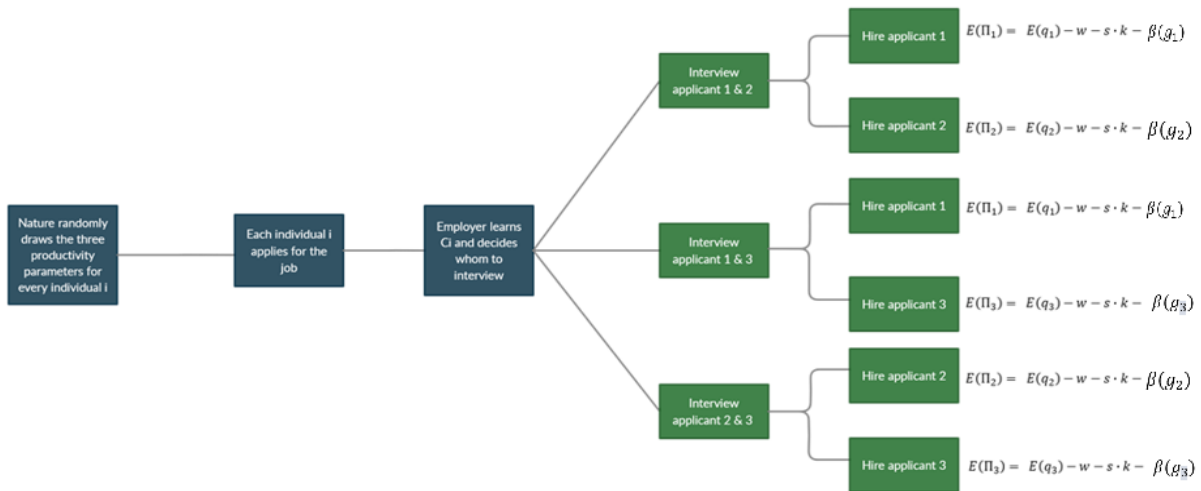 Nature randomly
draws the three
productivity
parameters for
every individual i
Each individual i
applies for the
job
Employer learns
Ci and decides
whom to
interview
Interview
applicant 1 & 2
Hire applicant 1
E(Π₁) = E(q₁) − w − s · k − β(g₁)
Hire applicant 2
E(Π₂) = E(q₂) − w − s · k − β(g₂)
Interview
applicant 1 & 3
Hire applicant 1
E(Π₁) = E(q₁) − w − s · k − β(g₁)
Hire applicant 3
E(Π₃) = E(q₃) − w − s · k − β(g₃)
Interview
applicant 2 & 3
Hire applicant 2
E(Π₂) = E(q₂) − w − s · k − β(g₂)
Hire applicant 3
E(Π₃) = E(q₃) − w − s · k − β(g₃)